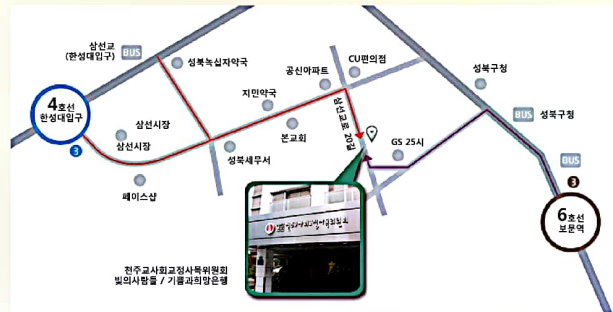 삼선교
(한성대입구)
BUS
성북녹십자약국
4호선
한성대입구
3
삼선시장
삼선시장
페이스샵
지민약국
공신아파트
CU편의점
본교회
성북세무서
삼선교로 20길
GS 25시
성북구청
BUS
성북구청
BUS
3
6호선
보문역
천주교사회교정사목위원회
빛의사람들 / 기쁨과희망은행